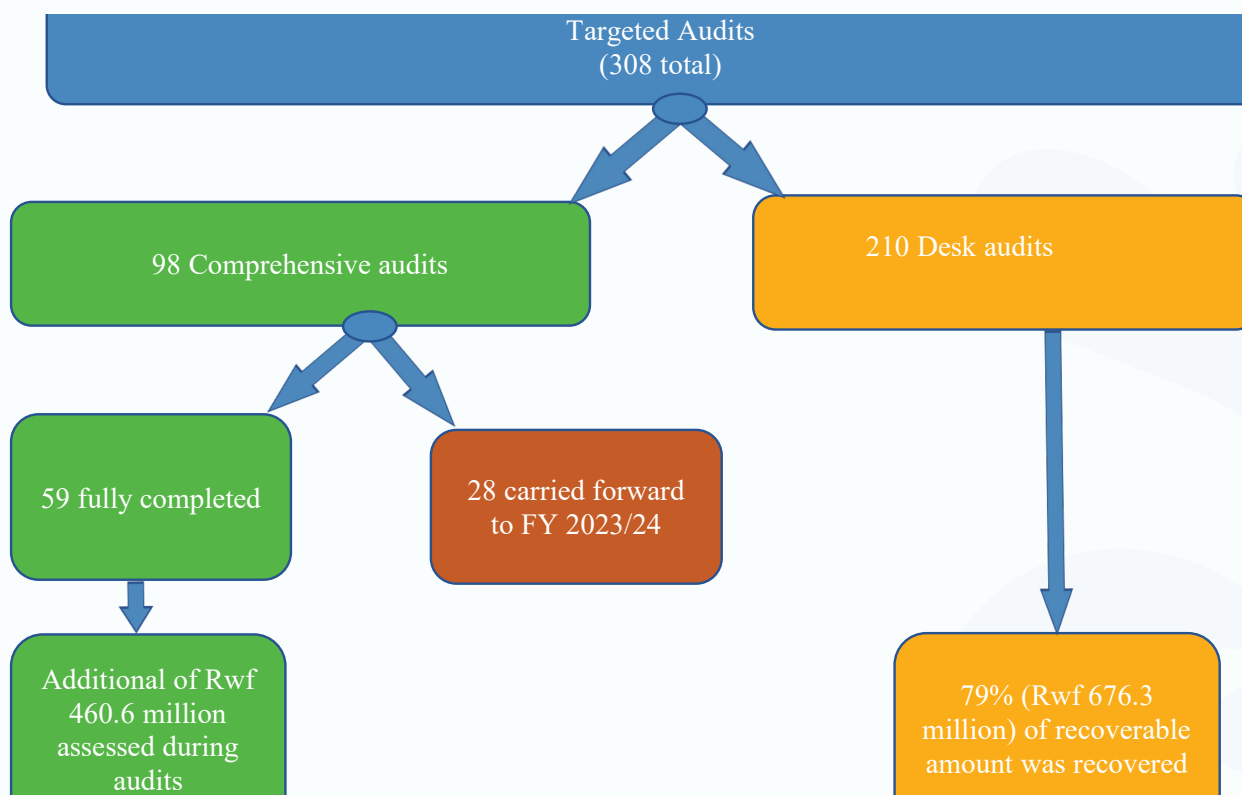 Targeted Audits
(308 total)
98 Comprehensive audits
210 Desk audits
59 fully completed
28 carried forward
to FY 2023/24
Additional of Rwf
460.6 million
assessed during
audits
79% (Rwf 676.3
million) of recoverable
amount was recovered